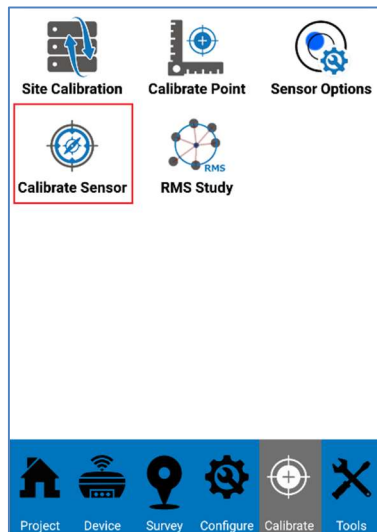 Site Calibration
Calibrate Point
Sensor Options
Calibrate Sensor
RMS
RMS Study
Project
Device
Survey
Configure
Calibrate
Tools